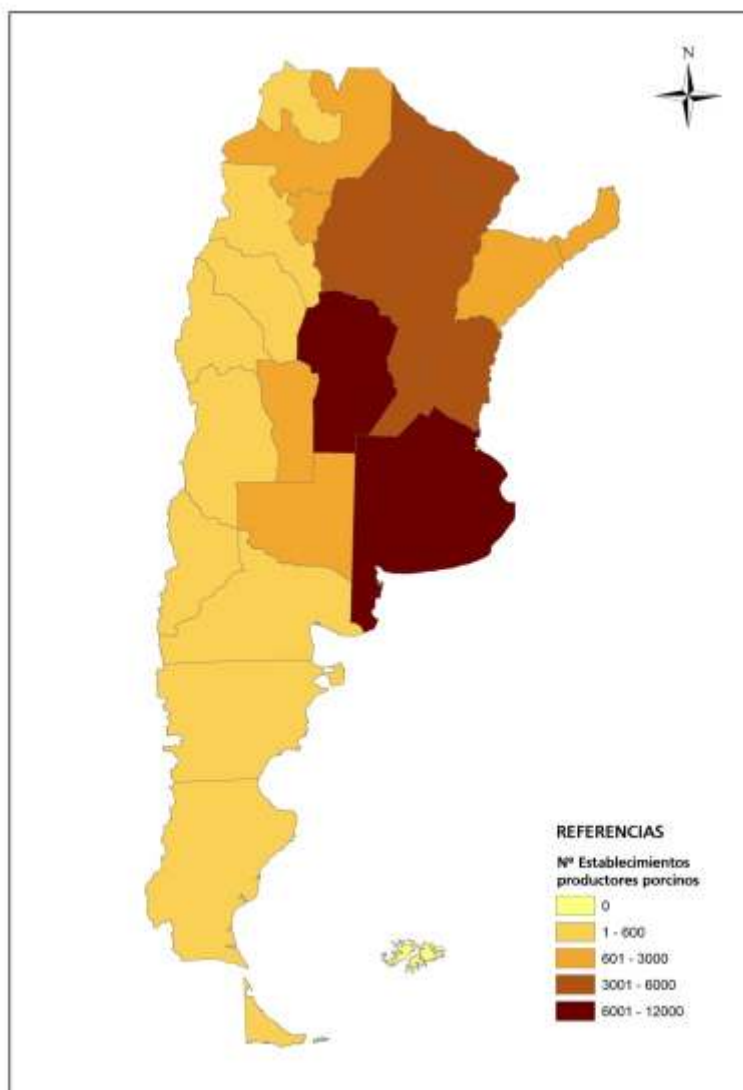 N
REFERENCIAS
Nº Establecimientos
productores porcinos
0
1 - 600
601 - 3000
3001 - 6000
6001 - 12000